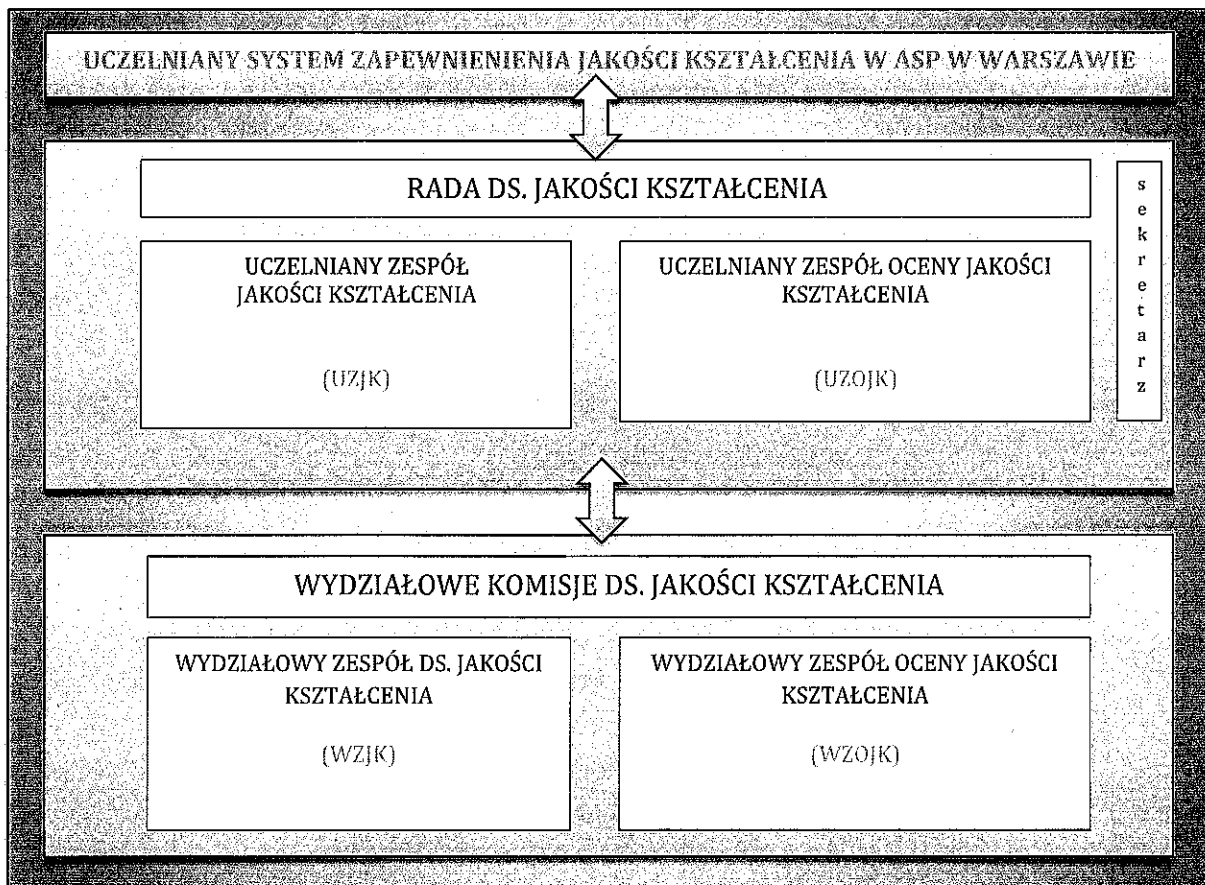 UCZELNIANY SYSTEM ZAPEWNIENIENIA JAKOŚCI KSZTAŁCENIA W ASP W WARSZAWIE
RADA DS. JAKOŚCI KSZTAŁCENIA
sekretarz
UCZELNIANY ZESPÓŁ
JAKOŚCI KSZTAŁCENIA
(UZJK)
UCZELNIANY ZESPÓŁ OCENY JAKOŚCI
KSZTAŁCENIA
(UZOJK)
WYDZIAŁOWE KOMISJE DS. JAKOŚCI KSZTAŁCENIA
WYDZIAŁOWY ZESPÓŁ DS. JAKOŚCI
KSZTAŁCENIA
(WZJK)
WYDZIAŁOWY ZESPÓŁ OCENY JAKOŚCI
KSZTAŁCENIA
(WZOJK)